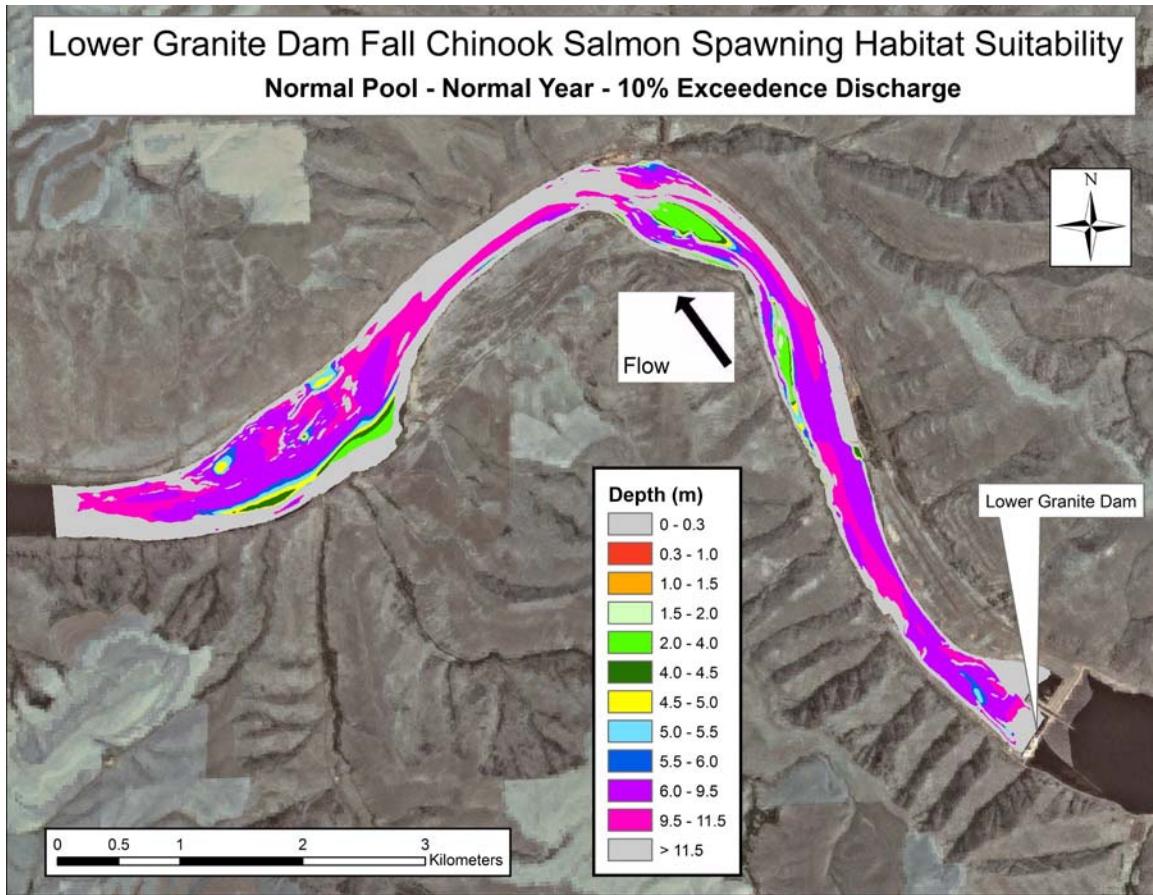 Lower Granite Dam Fall Chinook Salmon Spawning Habitat Suitability
Normal Pool - Normal Year - 10% Exceedence Discharge
N
Flow
Lower Granite Dam
Depth (m)
0 - 0.3
0.3 - 1.0
1.0 - 1.5
1.5 - 2.0
2.0 - 4.0
4.0 - 4.5
4.5 - 5.0
5.0 - 5.5
5.5 - 6.0
6.0 - 9.5
9.5 - 11.5
> 11.5
0 0.5 1 2 3
Kilometers